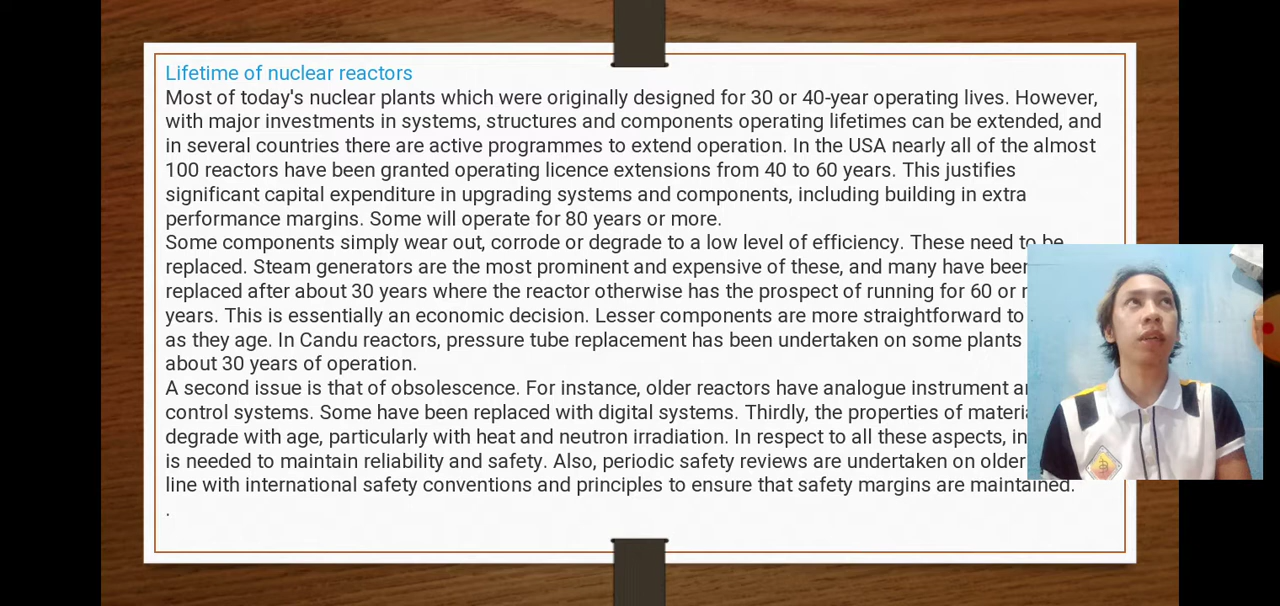 Lifetime of nuclear reactors
Most of today's nuclear plants which were originally designed for 30 or 40-year operating lives. However,
with major investments in systems, structures and components operating lifetimes can be extended, and
in several countries there are active programmes to extend operation. In the USA nearly all of the almost
100 reactors have been granted operating licence extensions from 40 to 60 years. This justifies
significant capital expenditure in upgrading systems and components, including building in extra
performance margins. Some will operate for 80 years or more.
Some components simply wear out, corrode or degrade to a low level of efficiency. These need to be
replaced. Steam generators are the most prominent and expensive of these, and many have been
replaced after about 30 years where the reactor otherwise has the prospect of running for 60 or
years. This is essentially an economic decision. Lesser components are more straightforward to
as they age. In Candu reactors, pressure tube replacement has been undertaken on some plants
about 30 years of operation.
A second issue is that of obsolescence. For instance, older reactors have analogue instrument
control systems. Some have been replaced with digital systems. Thirdly, the properties of
degrade with age, particularly with heat and neutron irradiation. In respect to all these aspects,
is needed to maintain reliability and safety. Also, periodic safety reviews are undertaken on older
line with international safety conventions and principles to ensure that safety margins are maintained.
.